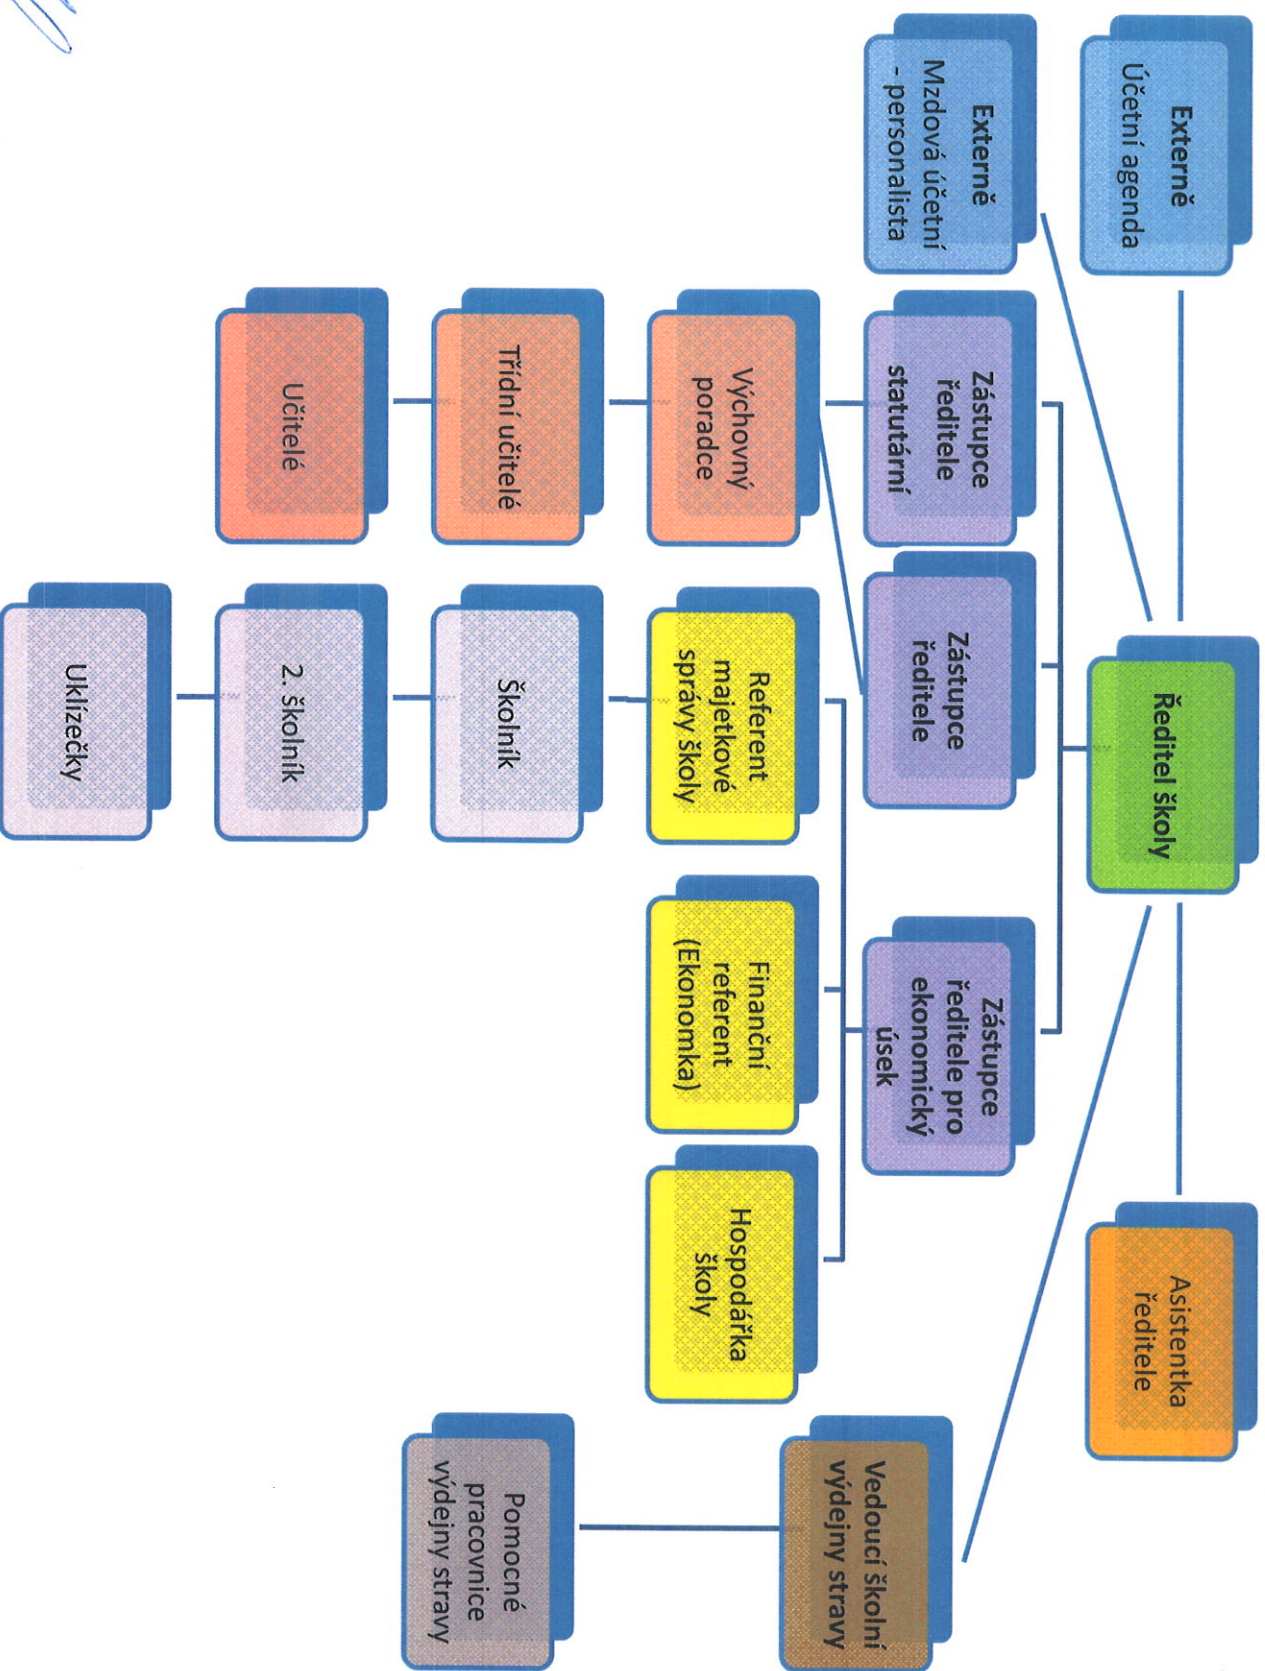 Externě
Účetní agenda
Ředitel školy
Asistentka
ředitele
Externě
Mzdová účetní
- personalista
Zástupce
ředitele
statutární
Zástupce
ředitele
Zástupce
ředitele pro
ekonomický
úsek
Vedoucí školní
výdejny stravy
Výchovný
poradce
Referent
majetkové
správy školy
Finanční
referent
(Ekonomka)
Hospodářka
školy
Třídní učitelé
Školník
Pomocné
pracovnice
výdejny stravy
Učitelé
2. školník
Uklízečky